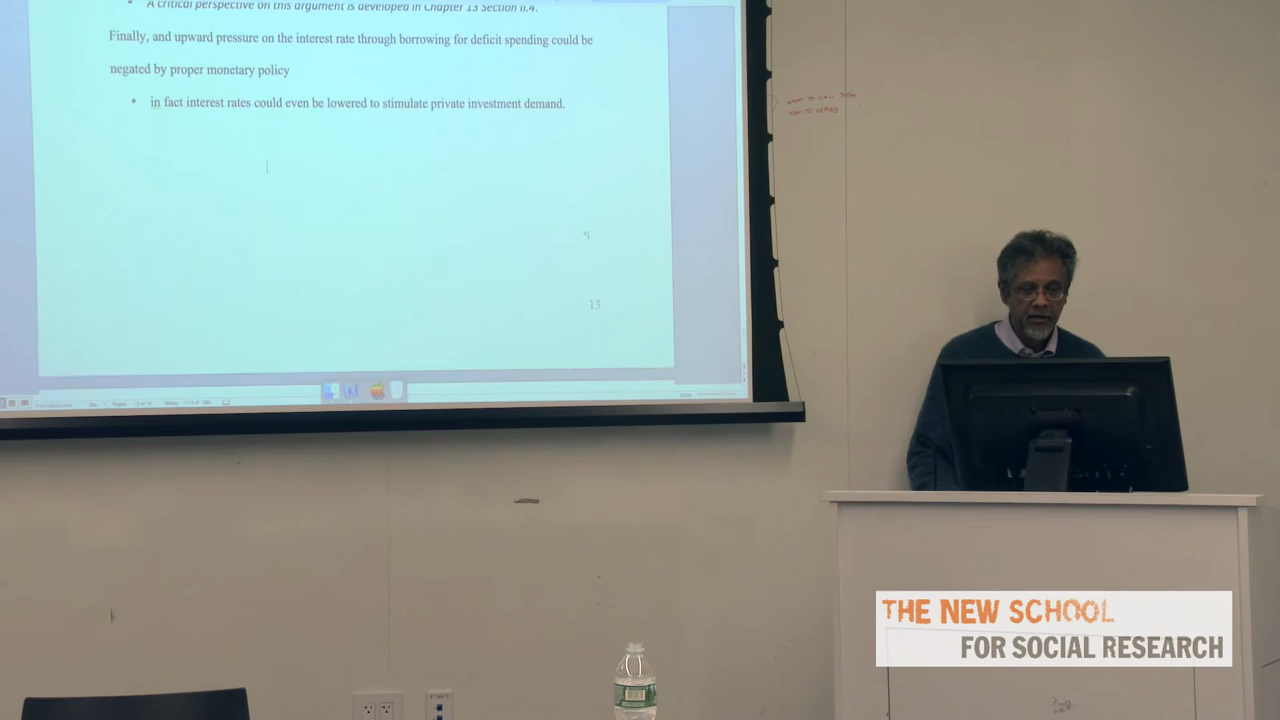 A critical perspective on this argument is developed in Chapter 13 Section II.4.
Finally, and upward pressure on the interest rate through borrowing for deficit spending could be
negated by proper monetary policy
• in fact interest rates could even be lowered to stimulate private investment demand.
13
THE NEW SCHOOL
FOR SOCIAL RESEARCH